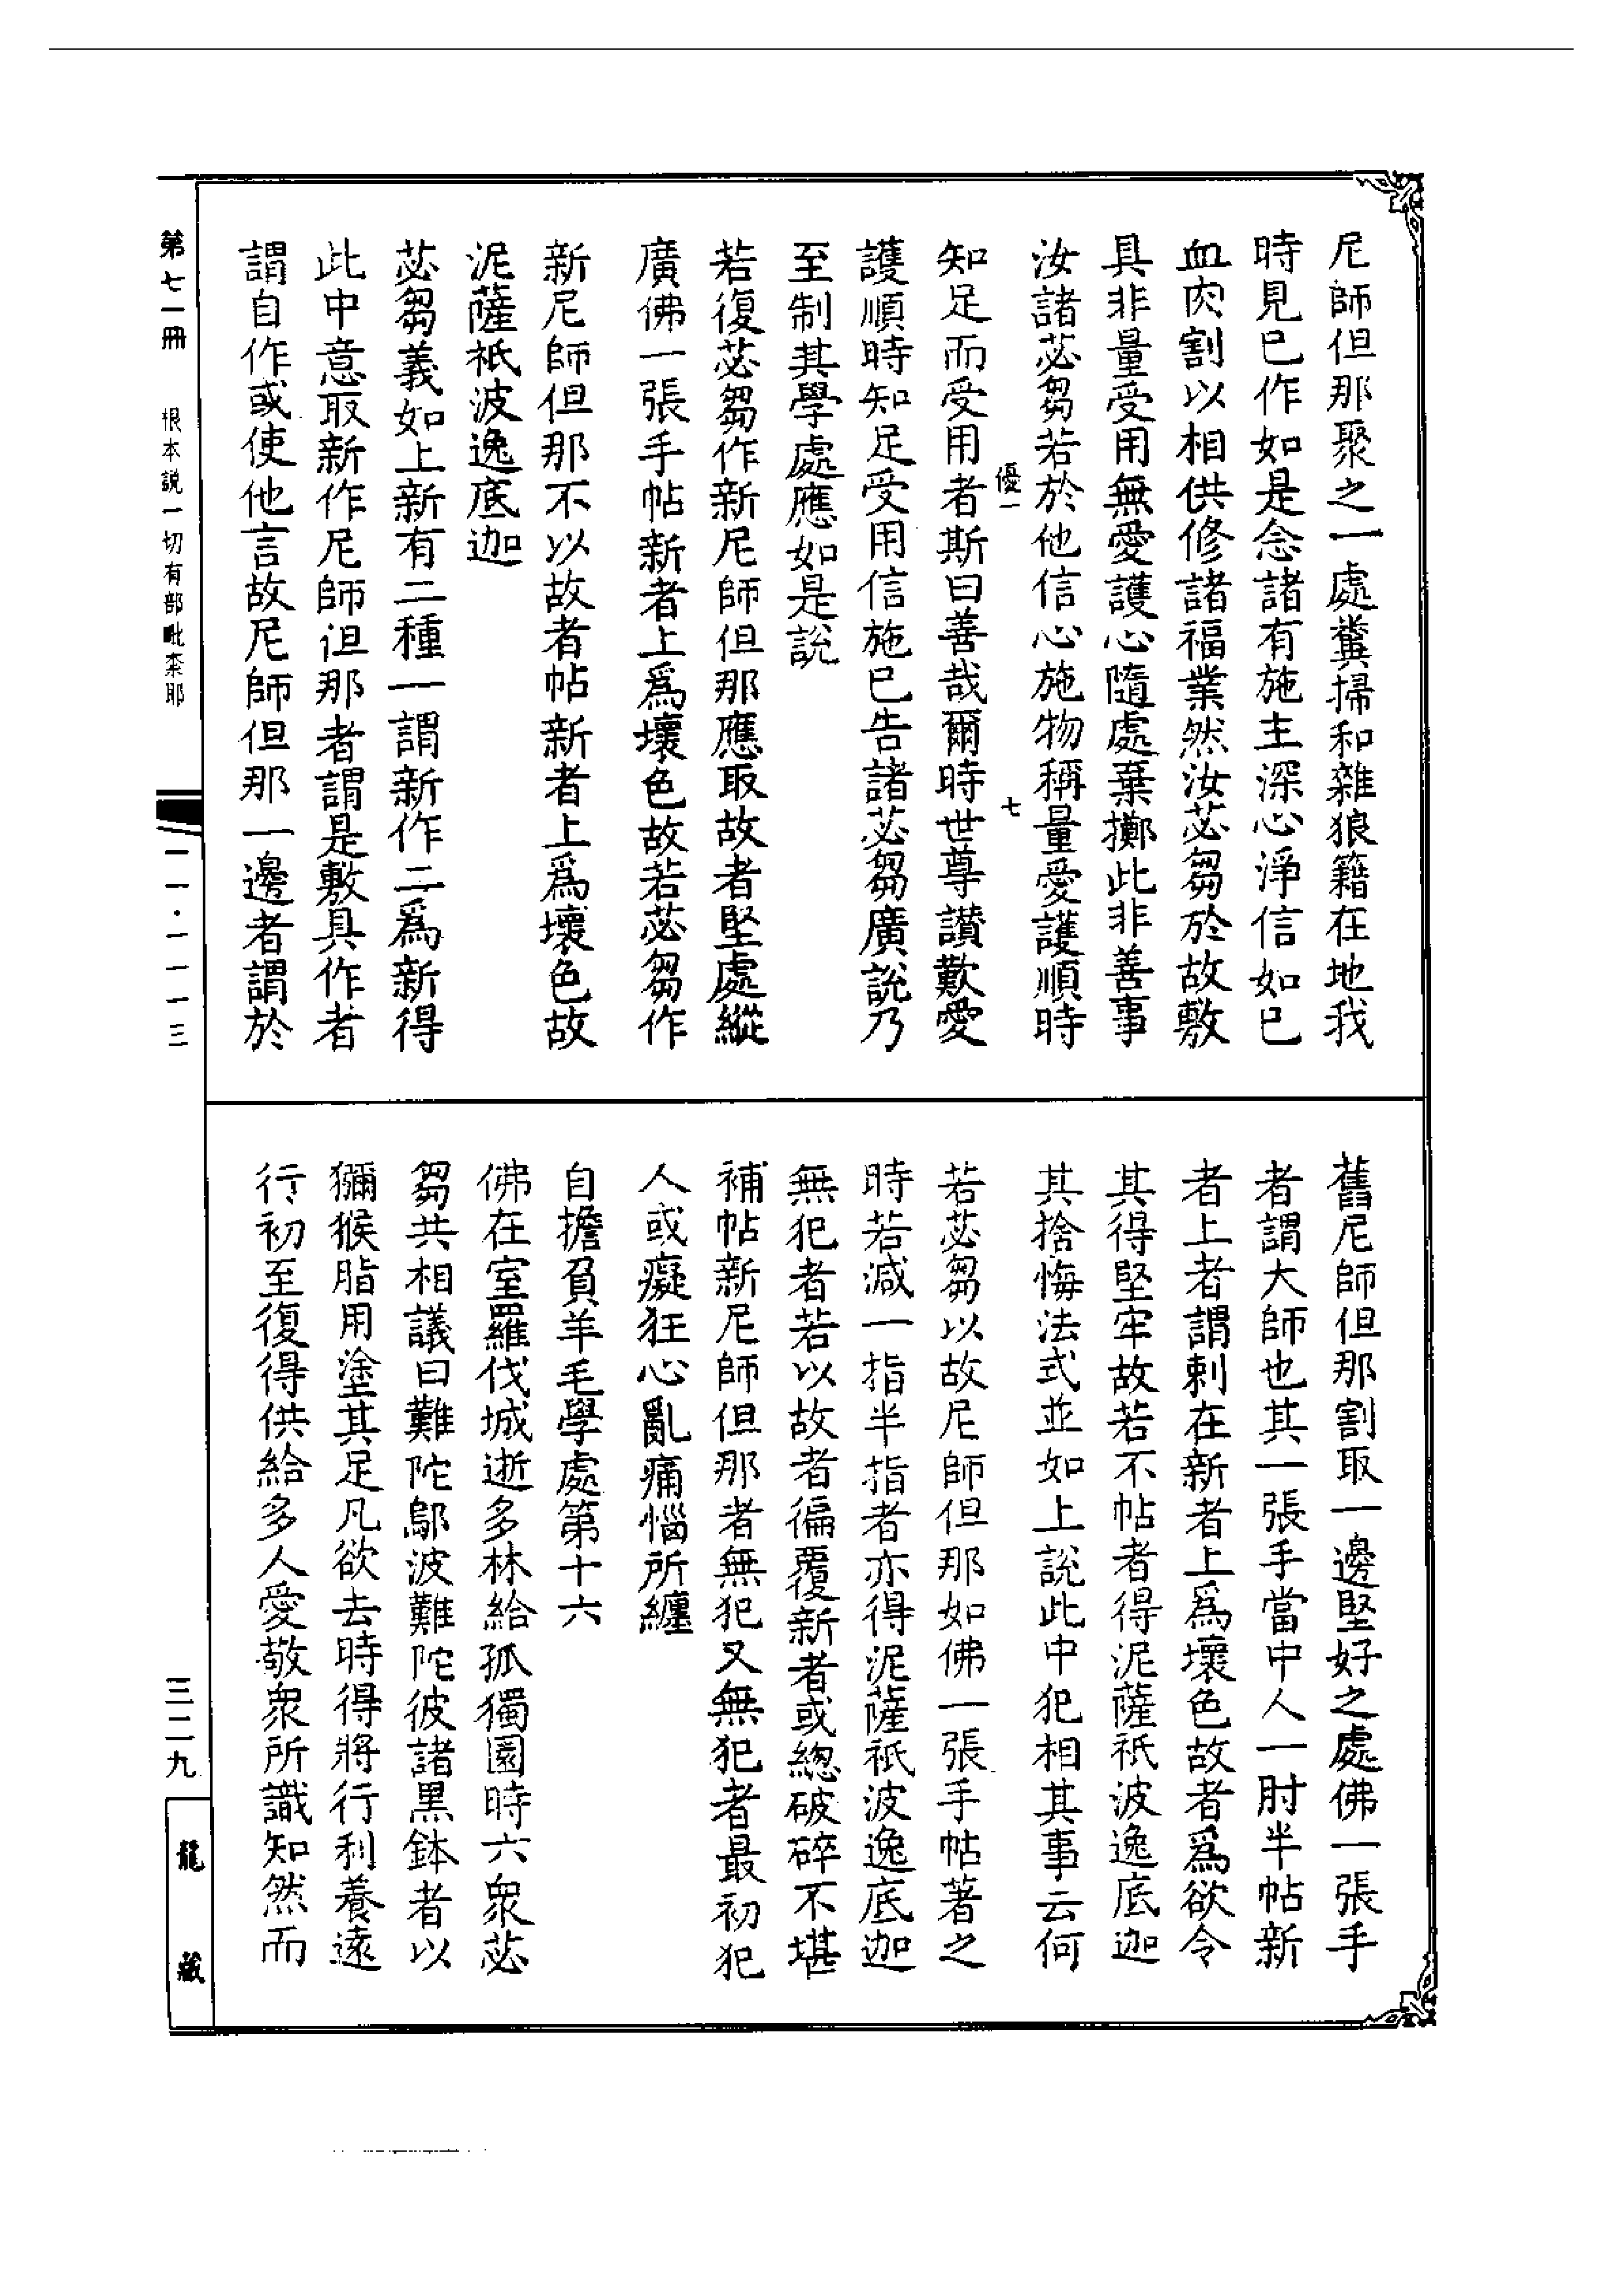 尼師但那聚之一處糞掃和雜狼籍在地我
時見已作如是念諸有施主深心淨信如已
血肉割以相供修諸福業然汝苾芻於故敷
具非量受用無愛護心隨處棄擲此非善事
汝諸苾芻若於他信心施物稱量愛護順時
優一 七
知足而受用者斯曰善哉爾時世尊讃歎愛
護順時知足受用信施已告諸苾芻廣說乃
至制其學處應如是說
若復苾芻作新尼師但那應取故者堅處縱
廣佛一張手帖新者上爲壞色故若苾芻作
新尼師但那不以故者帖新者上爲壞色故
泥薩祇波逸底迦
苾芻義如上新有二種一謂新作二爲新得
此中意取新作尼師但那者謂是敷具作者
謂自作或使他言故尼師但那一邊者謂於
舊尼師但那割取一邊堅好之處佛一張手
者謂大師也其一張手當中人一肘半帖新
者上者謂剌在新者上爲壞色故者爲欲令
其得堅牢故若不帖者得泥薩祇波逸底迦
其捨悔法式並如上說此中犯相其事云何
若苾芻以故尼師但那如佛一張手帖著之
時若減一指半指者亦得泥薩祇波逸底迦
無犯者若以故者徧覆新者或總破碎不堪
補帖新尼師但那者無犯又無犯者最初犯
人或癡狂心亂痛惱所纏
自擔負羊毛學處第十六
佛在室羅伐城逝多林給孤獨園時六衆苾
芻共相議曰難陀鄔波難陀彼諸黑鉢者以
獼猴脂用塗其足凡欲去時得將行利養遠
行初至復得供給多人愛敬衆所識知然而
第七一冊 根本説一切有部毗柰耶
一一·一一一三
三二九
龍藏